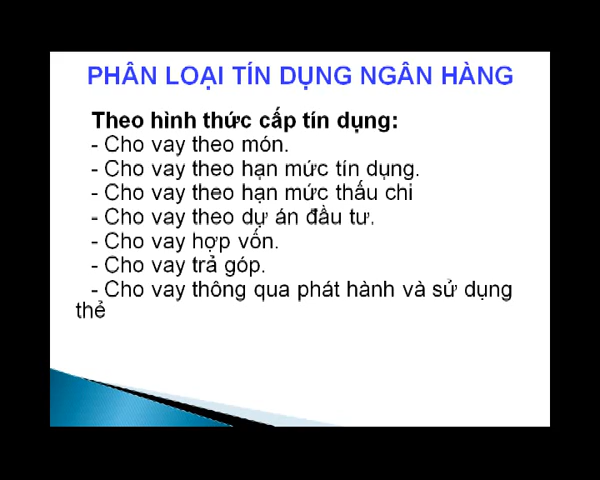 PHÂN LOẠI TÍN DỤNG NGÂN HÀNG
Theo hình thức cấp tín dụng:
- Cho vay theo món.
- Cho vay theo hạn mức tín dụng.
- Cho vay theo hạn mức thấu chi
- Cho vay theo dự án đầu tư.
- Cho vay hợp vốn.
- Cho vay trả góp.
- Cho vay thông qua phát hành và sử dụng
thẻ